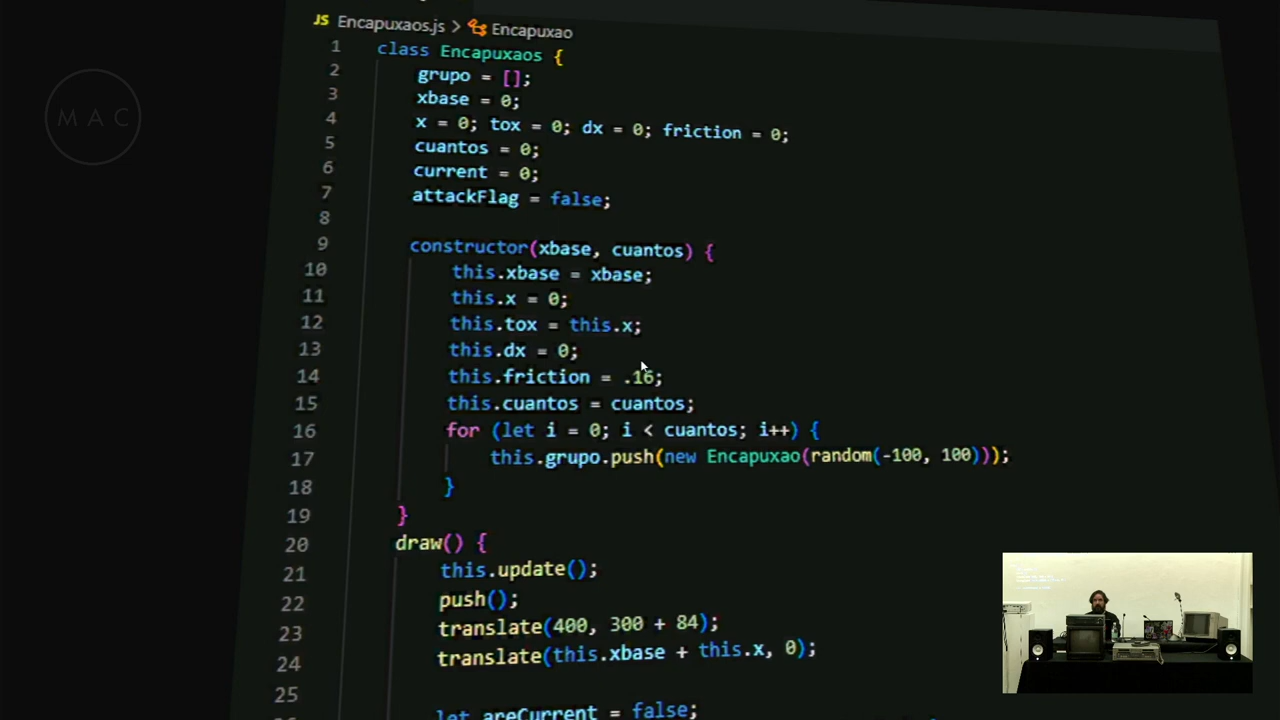 JS Encapuxaos.js > Encapuxao
MAC
1 class Encapuxaos {
2 grupo = [];
3 xbase = 0;
4 x = 0; tox = 0; dx = 0; friction = 0;
5 cuantos = 0;
6 current = 0;
7 attackFlag = false;
8
9 constructor(xbase, cuantos) {
10 this.xbase = xbase;
11 this.x = 0;
12 this.tox = this.x;
13 this.dx = 0;
14 this.friction = .16;
15 this.cuantos = cuantos;
16 for (let i = 0; i < cuantos; i++) {
17 this.grupo.push(new Encapuxao(random(-100, 100)));
18 }
19 }
20 draw() {
21 this.update();
22 push();
23 translate(400, 300 + 84);
24 translate(this.xbase + this.x, 0);
25
let areCurrent = false;